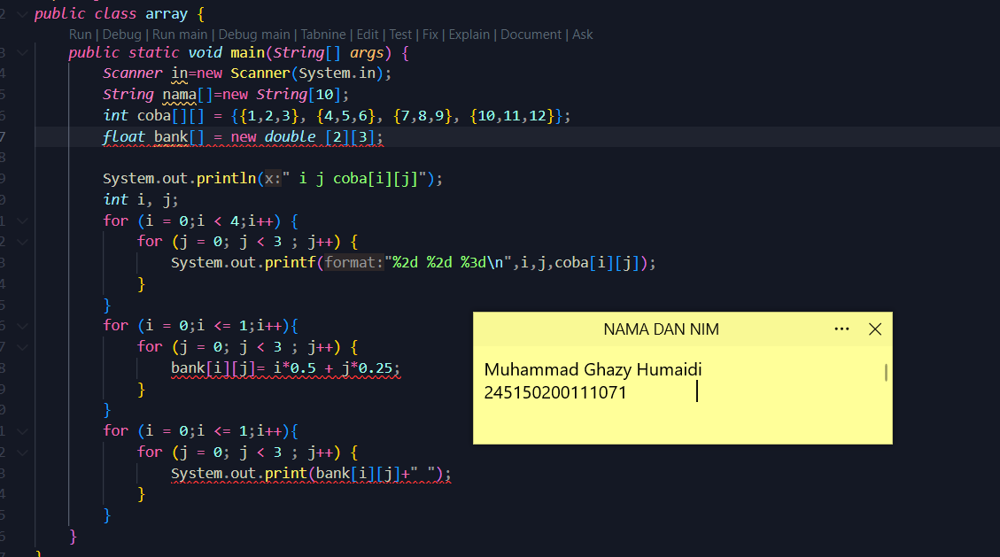 public class array {
Run | Debug | Run main | Debug main | Tabnine | Edit | Test | Fix | Explain | Document | Ask
public static void main(String[] args) {
Scanner in=new Scanner(System.in);
String nama[]=new String[10];
int coba[][] = {{1,2,3}, {4,5,6}, {7,8,9}, {10,11,12}};
float bank[] = new double [2][3];
System.out.println(x:" i j coba[i][j]");
int i, j;
for (i = 0;i < 4;i++) {
for (j = 0; j < 3 ; j++) {
System.out.printf(format:"%2d %2d %3d\n",i,j,coba[i][j]);
}
}
for (i = 0;i <= 1;i++){
for (j = 0; j < 3 ; j++) {
bank[i][j]= i*0.5 + j*0.25;
}
}
for (i = 0;i <= 1;i++){
for (j = 0; j < 3 ; j++) {
System.out.print(bank[i][j]+" ");
}
}
}
}
NAMA DAN NIM
Muhammad Ghazy Humaidi
245150200111071